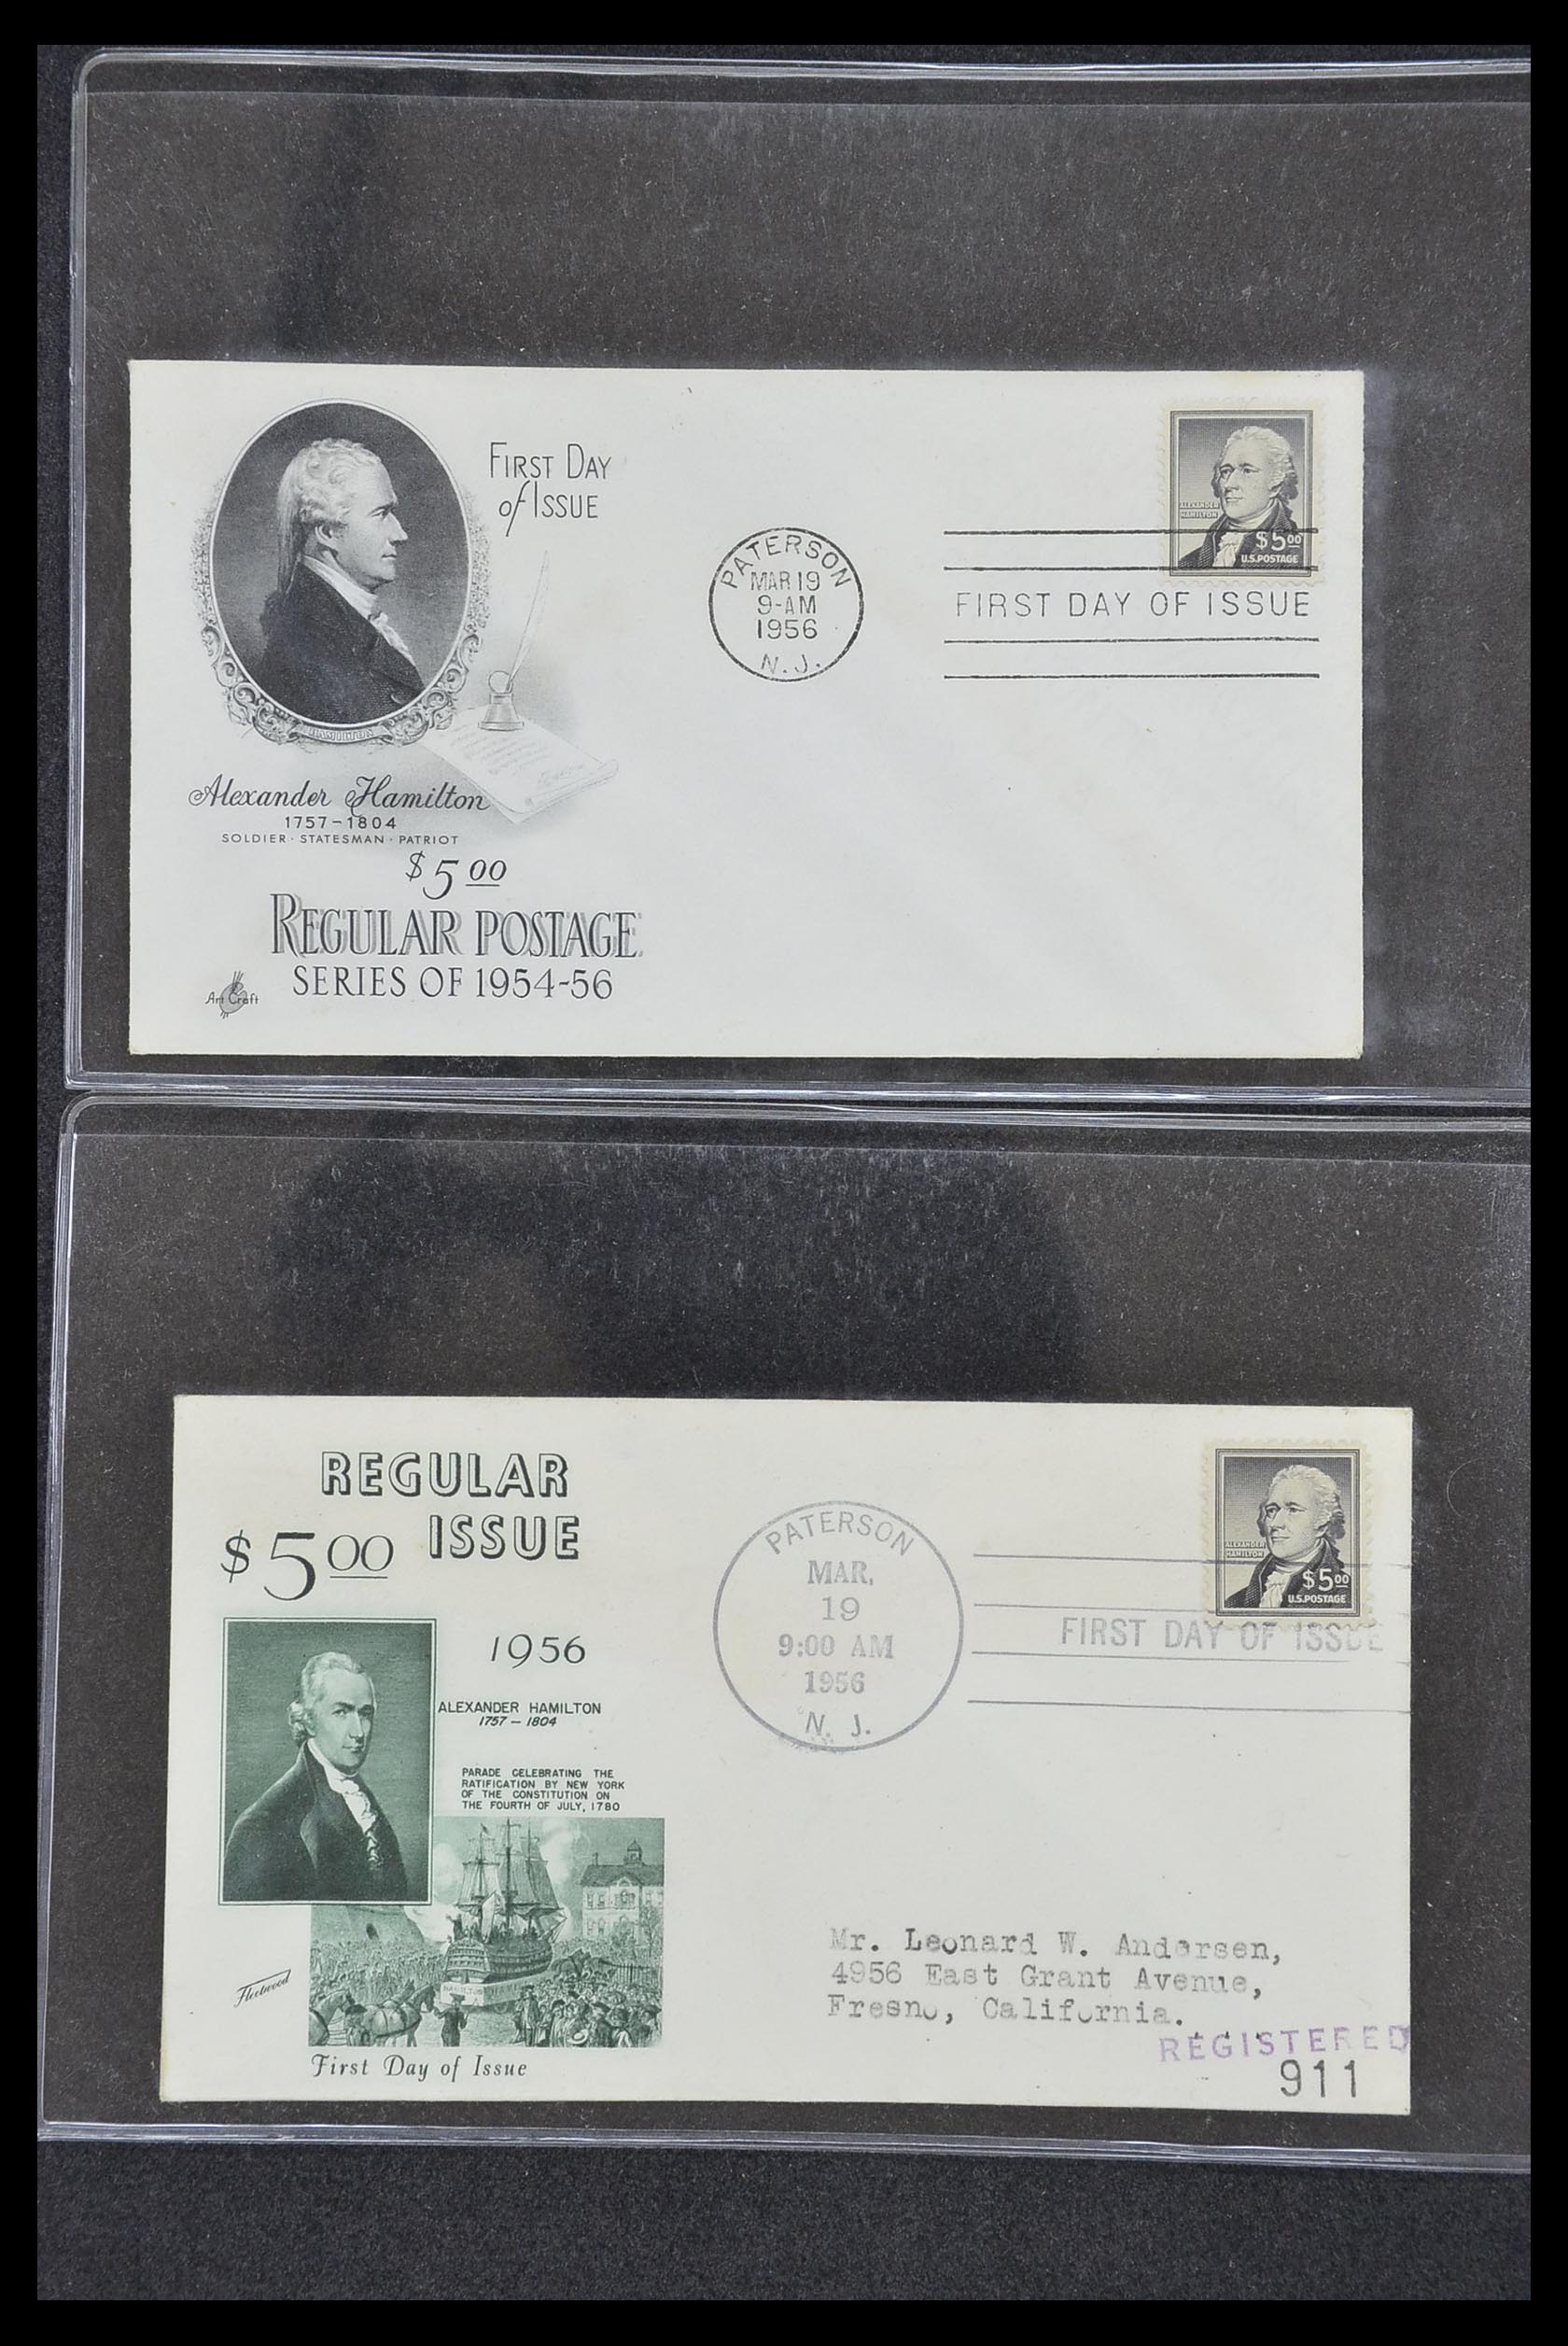 FIRST DAY
of ISSUE
ALEXANDER
HAMILTON
$5.00
U.S.POSTAGE
PATERSON
MAR 19
9-AM
1956
N.J.
FIRST DAY OF ISSUE
HAMILTON
Alexander Hamilton
1757-1804
SOLDIER · STATESMAN · PATRIOT
$5.00
REGULAR POSTAGE
SERIES OF 1954-56
Art Craft
REGULAR
ISSUE
$5.00
1956
ALEXANDER HAMILTON
1757 - 1804
PARADE CELEBRATING THE
RATIFICATION BY NEW YORK
OF THE CONSTITUTION ON
THE FOURTH OF JULY, 1780
Fleetwood
First Day of Issue
PATERSON
MAR.
19
9:00 AM
1956
N. J.
ALEXANDER
HAMILTON
$5.00
U.S.POSTAGE
FIRST DAY OF ISSUE
Mr. Leonard W. Andersen,
4956 East Grant Avenue,
Fresno, California.
REGISTERED
911